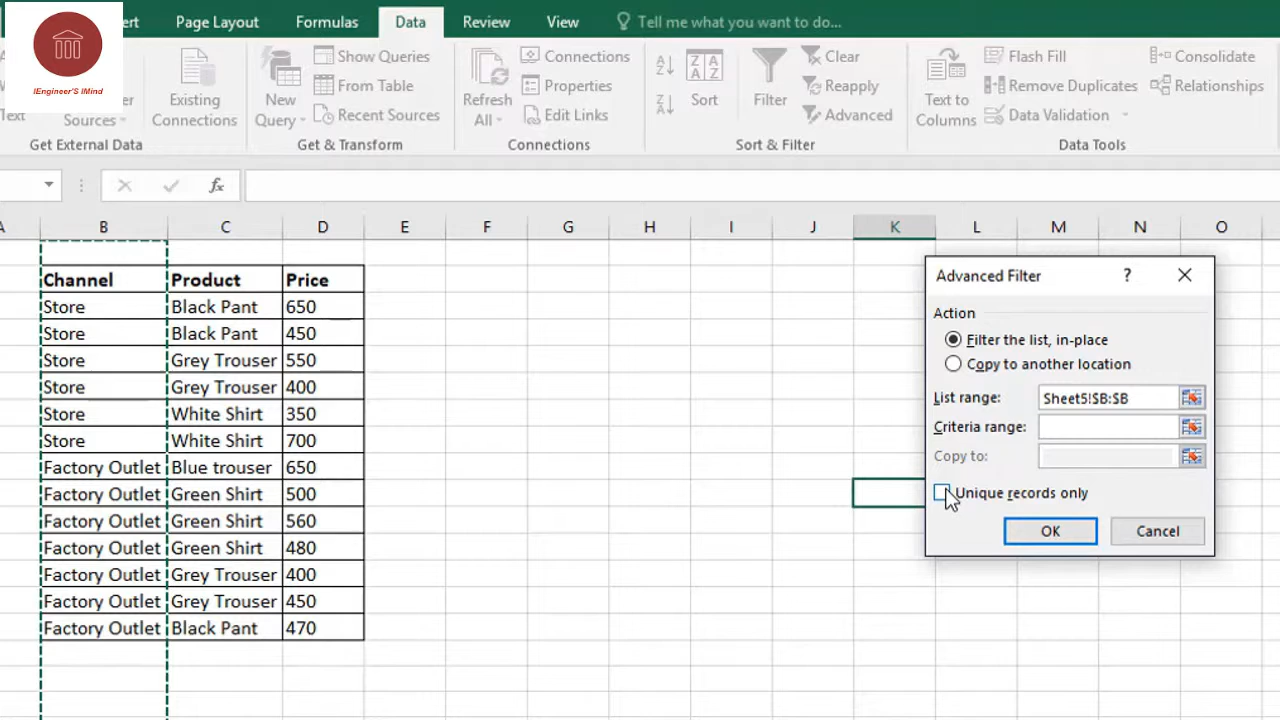 IEngineer'S IMind
ert
Page Layout
Formulas
Data
Review
View
Tell me what you want to do...
Text
er
Sources
Existing
Connections
Get External Data
New
Query
Show Queries
From Table
Recent Sources
Get & Transform
Refresh
All
Connections
Properties
Edit Links
Connections
Sort
Filter
Clear
Reapply
Advanced
Sort & Filter
Text to
Columns
Flash Fill
Remove Duplicates
Data Validation
Consolidate
Relationships
Data Tools
fx
A B C D E F G H I J K L M N O
Channel Product Price
Store Black Pant 650
Store Black Pant 450
Store Grey Trouser 550
Store Grey Trouser 400
Store White Shirt 350
Store White Shirt 700
Factory Outlet Blue trouser 650
Factory Outlet Green Shirt 500
Factory Outlet Green Shirt 560
Factory Outlet Green Shirt 480
Factory Outlet Grey Trouser 400
Factory Outlet Grey Trouser 450
Factory Outlet Black Pant 470
Advanced Filter ?
Action
Filter the list, in-place
Copy to another location
List range: Sheet5!$B:$B
Criteria range:
Copy to:
Unique records only
OK Cancel